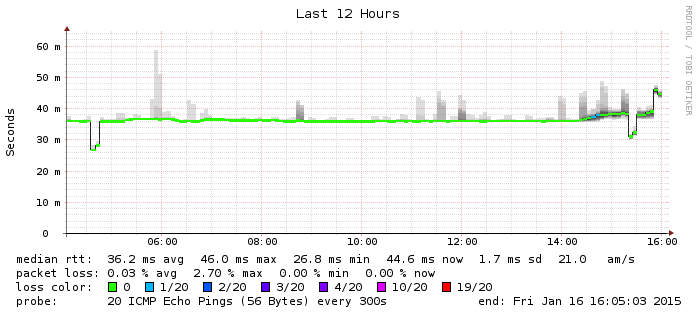 Last 12 Hours
RRDTOOL / TOBI OETIKER
Seconds
60 m
50 m
40 m
30 m
20 m
10 m
0
06:00 08:00 10:00 12:00 14:00 16:00
median rtt: 36.2 ms avg 46.0 ms max 26.8 ms min 44.6 ms now 1.7 ms sd 21.0 am/s
packet loss: 0.03 % avg 2.70 % max 0.00 % min 0.00 % now
loss color: 0 1/20 2/20 3/20 4/20 10/20 19/20
probe: 20 ICMP Echo Pings (56 Bytes) every 300s end: Fri Jan 16 16:05:03 2015